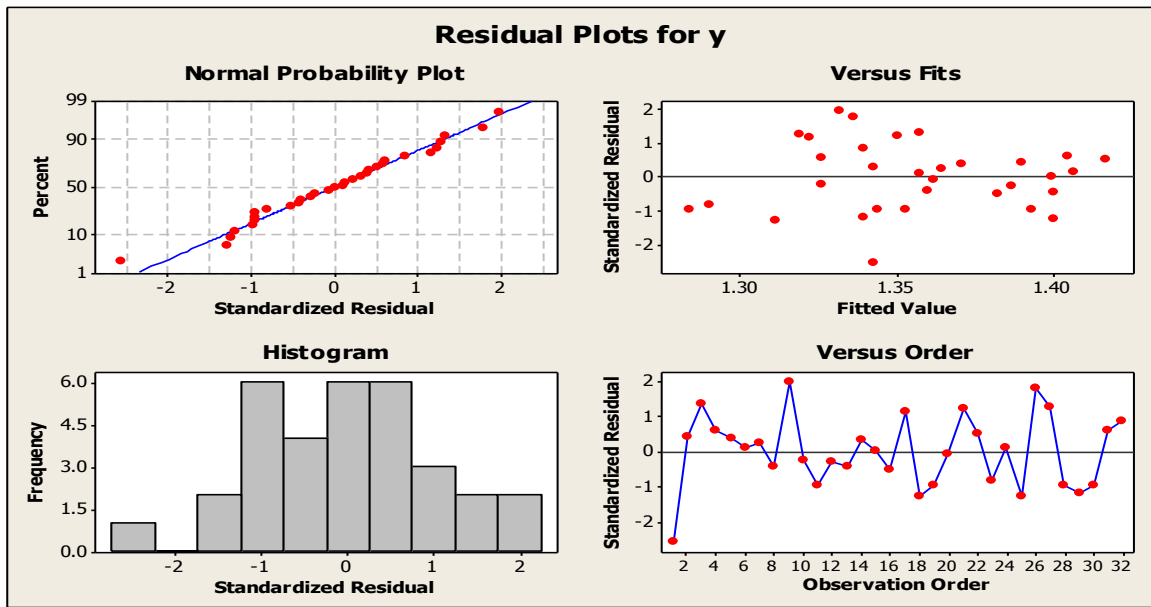 Residual Plots for y
Normal Probability Plot
99
90
50
10
1
Percent
-2 -1 0 1 2
Standardized Residual
Versus Fits
2
1
0
-1
-2
Standardized Residual
1.30 1.35 1.40
Fitted Value
Histogram
6.0
4.5
3.0
1.5
0.0
Frequency
-2 -1 0 1 2
Standardized Residual
Versus Order
2
1
0
-1
-2
Standardized Residual
2 4 6 8 10 12 14 16 18 20 22 24 26 28 30 32
Observation Order